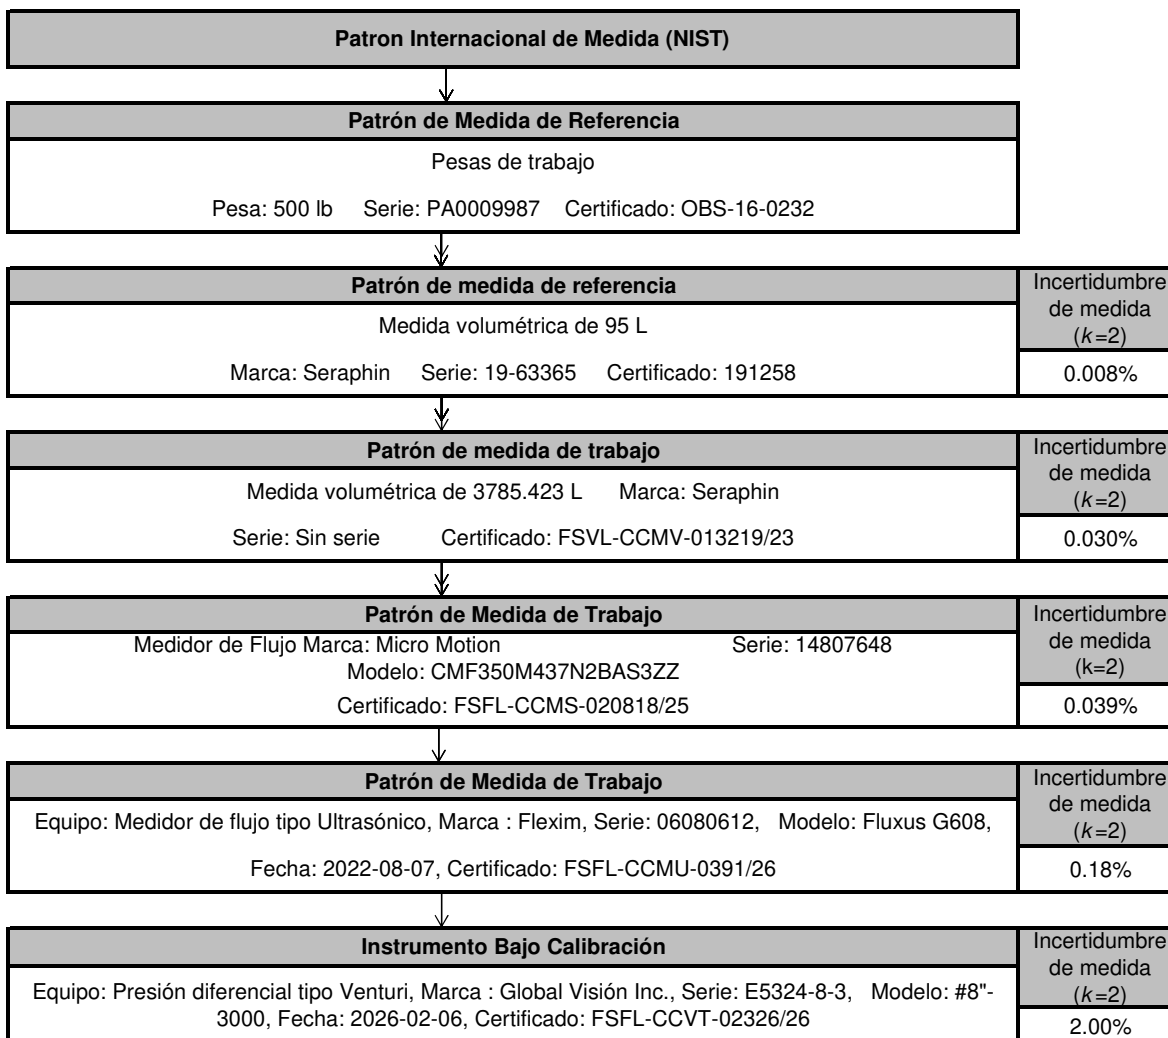 Patron Internacional de Medida (NIST)
Patrón de Medida de Referencia
Pesas de trabajo
Pesa: 500 lb Serie: PA0009987 Certificado: OBS-16-0232
Patrón de medida de referencia
Incertidumbre
de medida
(k=2)
Medida volumétrica de 95 L
Marca: Seraphin Serie: 19-63365 Certificado: 191258
0.008%
Patrón de medida de trabajo
Incertidumbre
de medida
(k=2)
Medida volumétrica de 3785.423 L Marca: Seraphin
Serie: Sin serie Certificado: FSVL-CCMV-013219/23
0.030%
Patrón de Medida de Trabajo
Incertidumbre
de medida
(k=2)
Medidor de Flujo Marca: Micro Motion Serie: 14807648
Modelo: CMF350M437N2BAS3ZZ
Certificado: FSFL-CCMS-020818/25
0.039%
Patrón de Medida de Trabajo
Incertidumbre
de medida
(k=2)
Equipo: Medidor de flujo tipo Ultrasónico, Marca : Flexim, Serie: 06080612, Modelo: Fluxus G608,
Fecha: 2022-08-07, Certificado: FSFL-CCMU-0391/26
0.18%
Instrumento Bajo Calibración
Incertidumbre
de medida
(k=2)
Equipo: Presión diferencial tipo Venturi, Marca : Global Visión Inc., Serie: E5324-8-3, Modelo: #8"-
3000, Fecha: 2026-02-06, Certificado: FSFL-CCVT-02326/26
2.00%